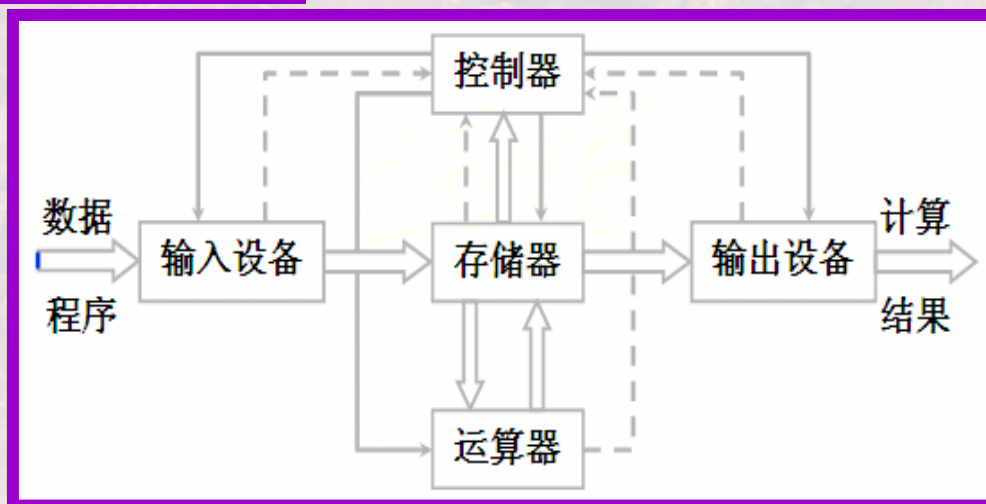 控制器
数据
程序
输入设备
存储器
输出设备
计算
结果
运算器